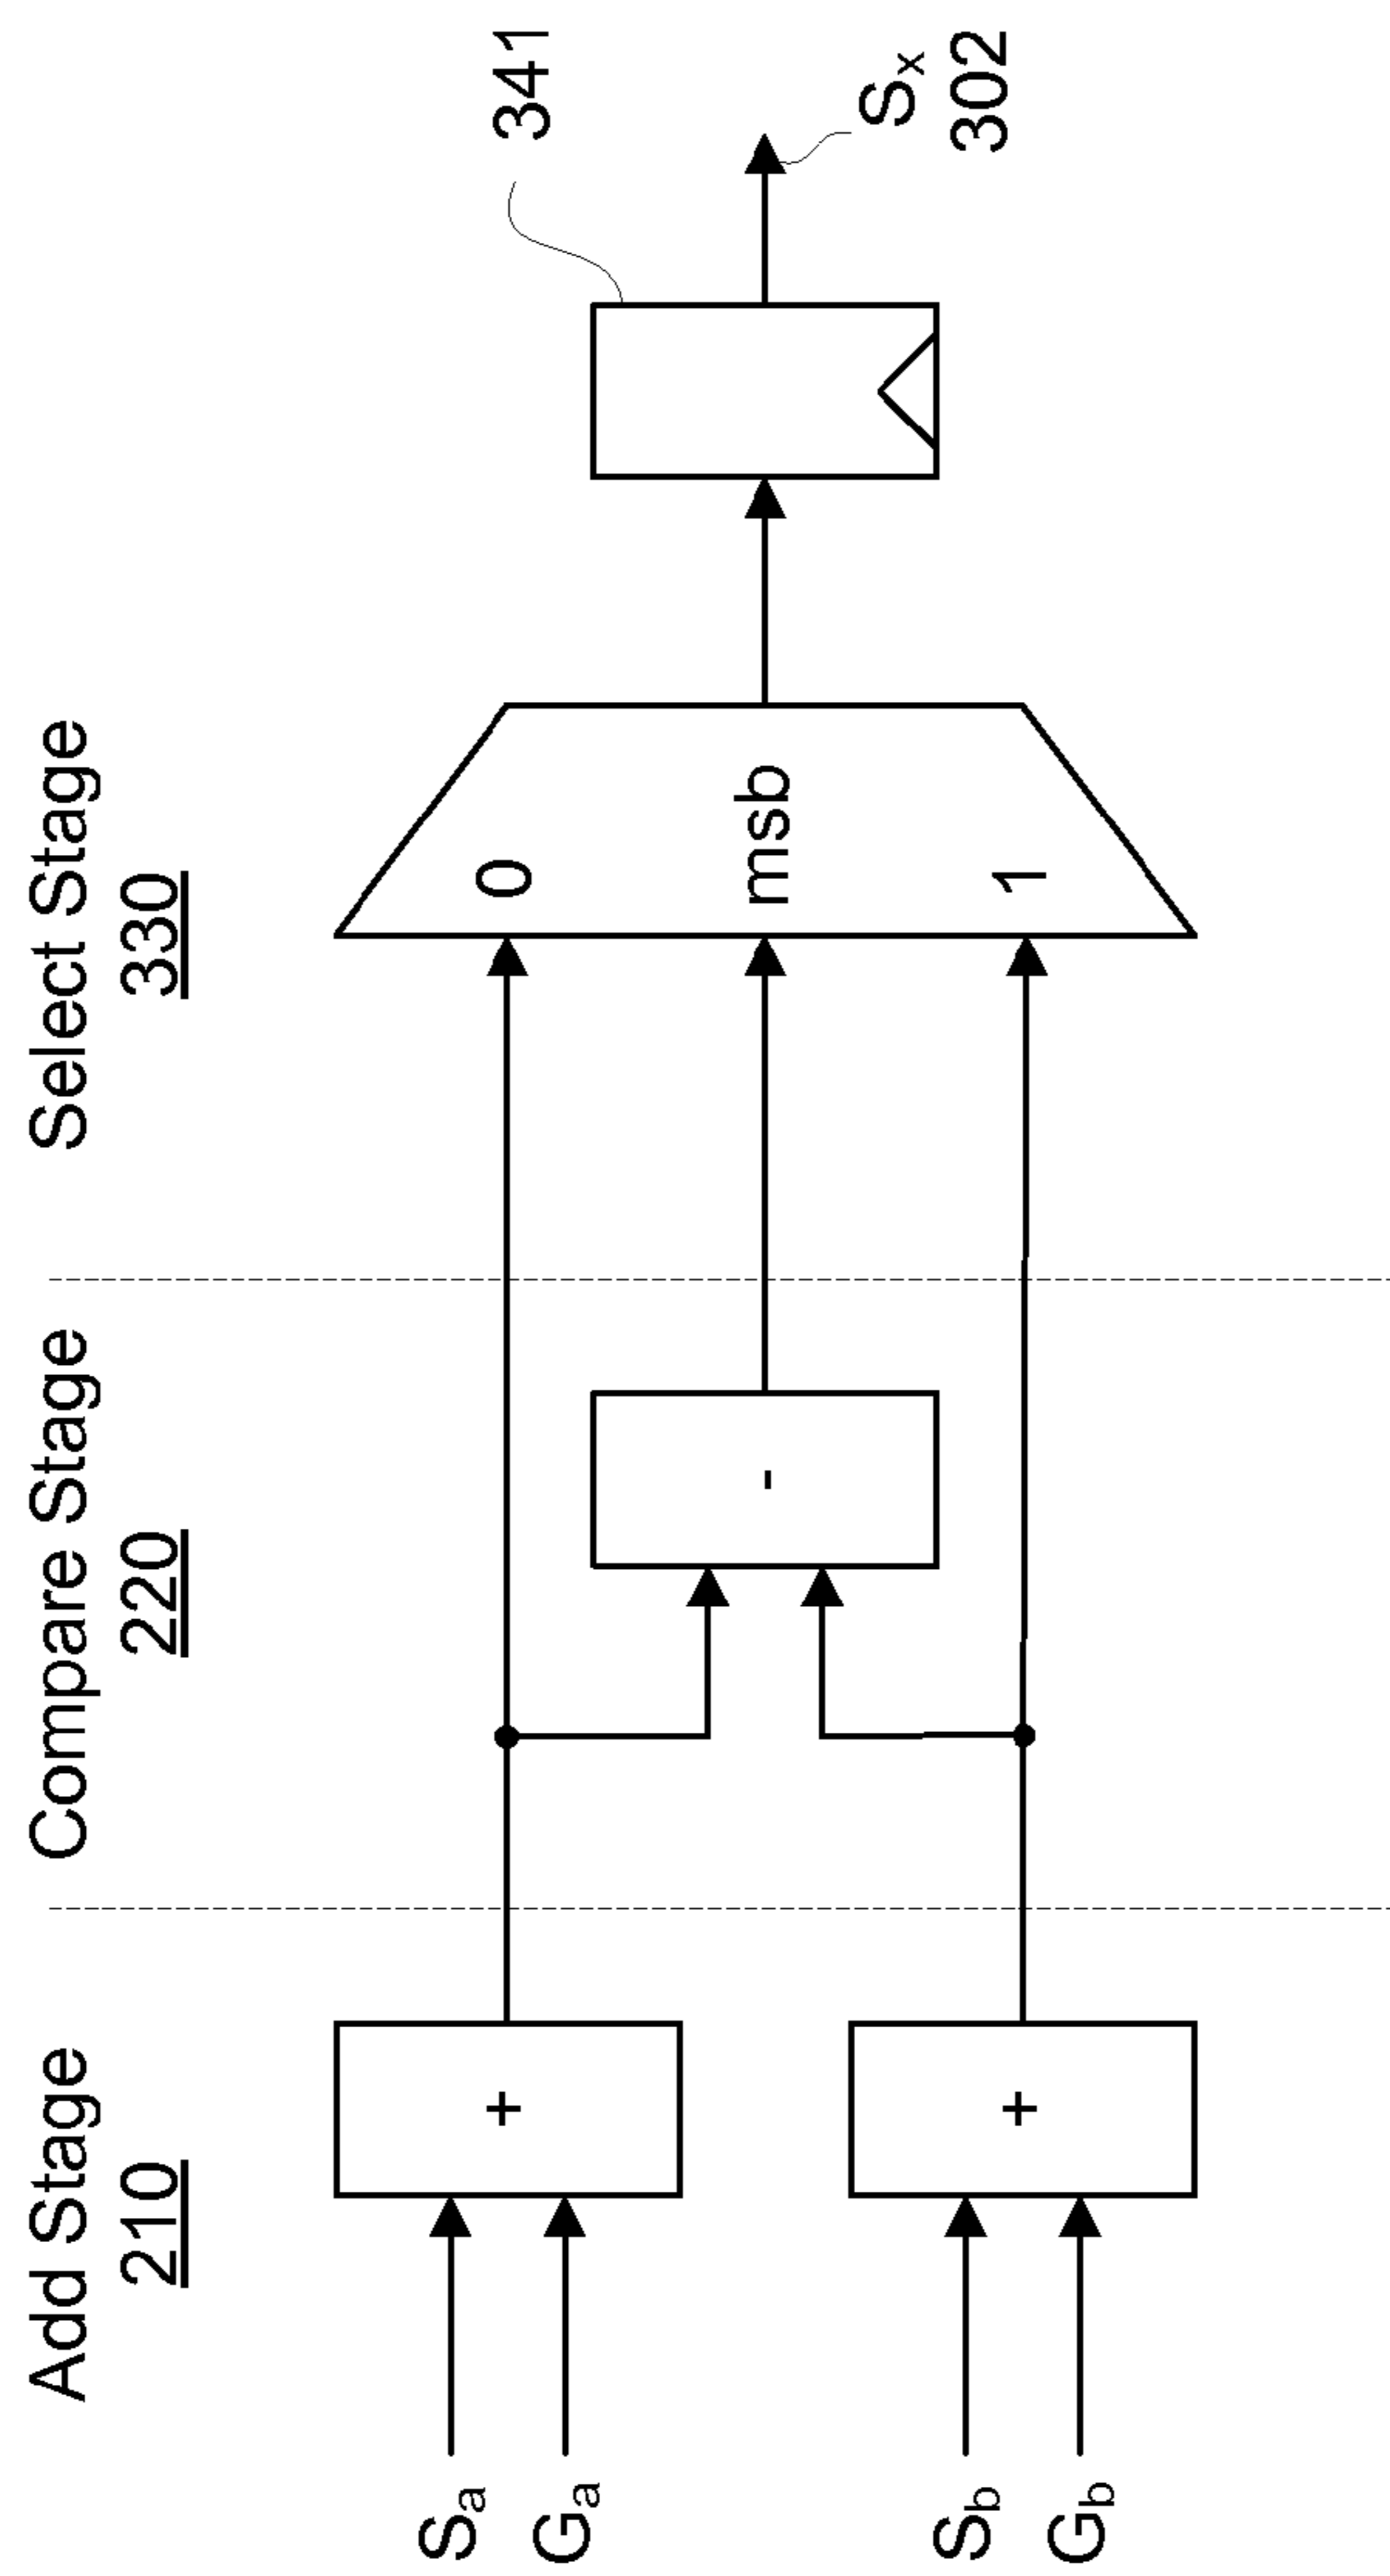 Add Stage
210
Compare Stage
220
Select Stage
330
Sa
Ga
+
Sb
Gb
+
-
0
msb
1
341
Sx
302